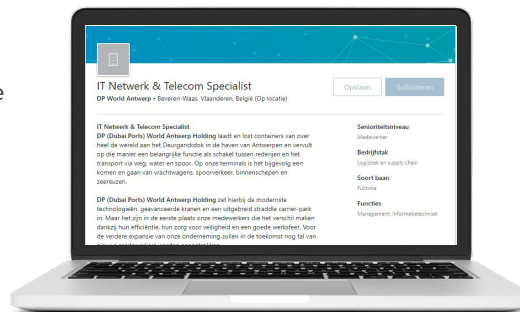 e
IT Netwerk & Telecom Specialist
DP World Antwerp • Beveren-Waas, Vlaanderen, België (Op locatie)
Opslaan
Solliciteren
IT Netwerk & Telecom Specialist
DP (Dubai Ports) World Antwerp Holding laadt en lost containers van over
heel de wereld aan het Deurganckdok in de haven van Antwerpen en vervult
op die manier een belangrijke functie als schakel tussen rederijen en het
transport via weg, water en spoor. Op onze terminals is het bijgevolg een
komen en gaan van vrachtwagens, spoorverkeer, binnenschepen en
zeereuzen.
DP (Dubai Ports) World Antwerp Holding zet hierbij de modernste
technologieën, geavanceerde kranen en een uitgebreid straddle carrier-park
in. Maar het zijn in de eerste plaats onze medewerkers die het verschil maken
dankzij hun efficiëntie, hun zorg voor veiligheid en een goede werksfeer. Voor
de verdere expansie van onze onderneming zullen in de toekomst nog tal van
Senioriteitsniveau
Medewerker
Bedrijfstak
Logistiek en supply chain
Soort baan
Fulltime
Functies
Management, Informatietechniek